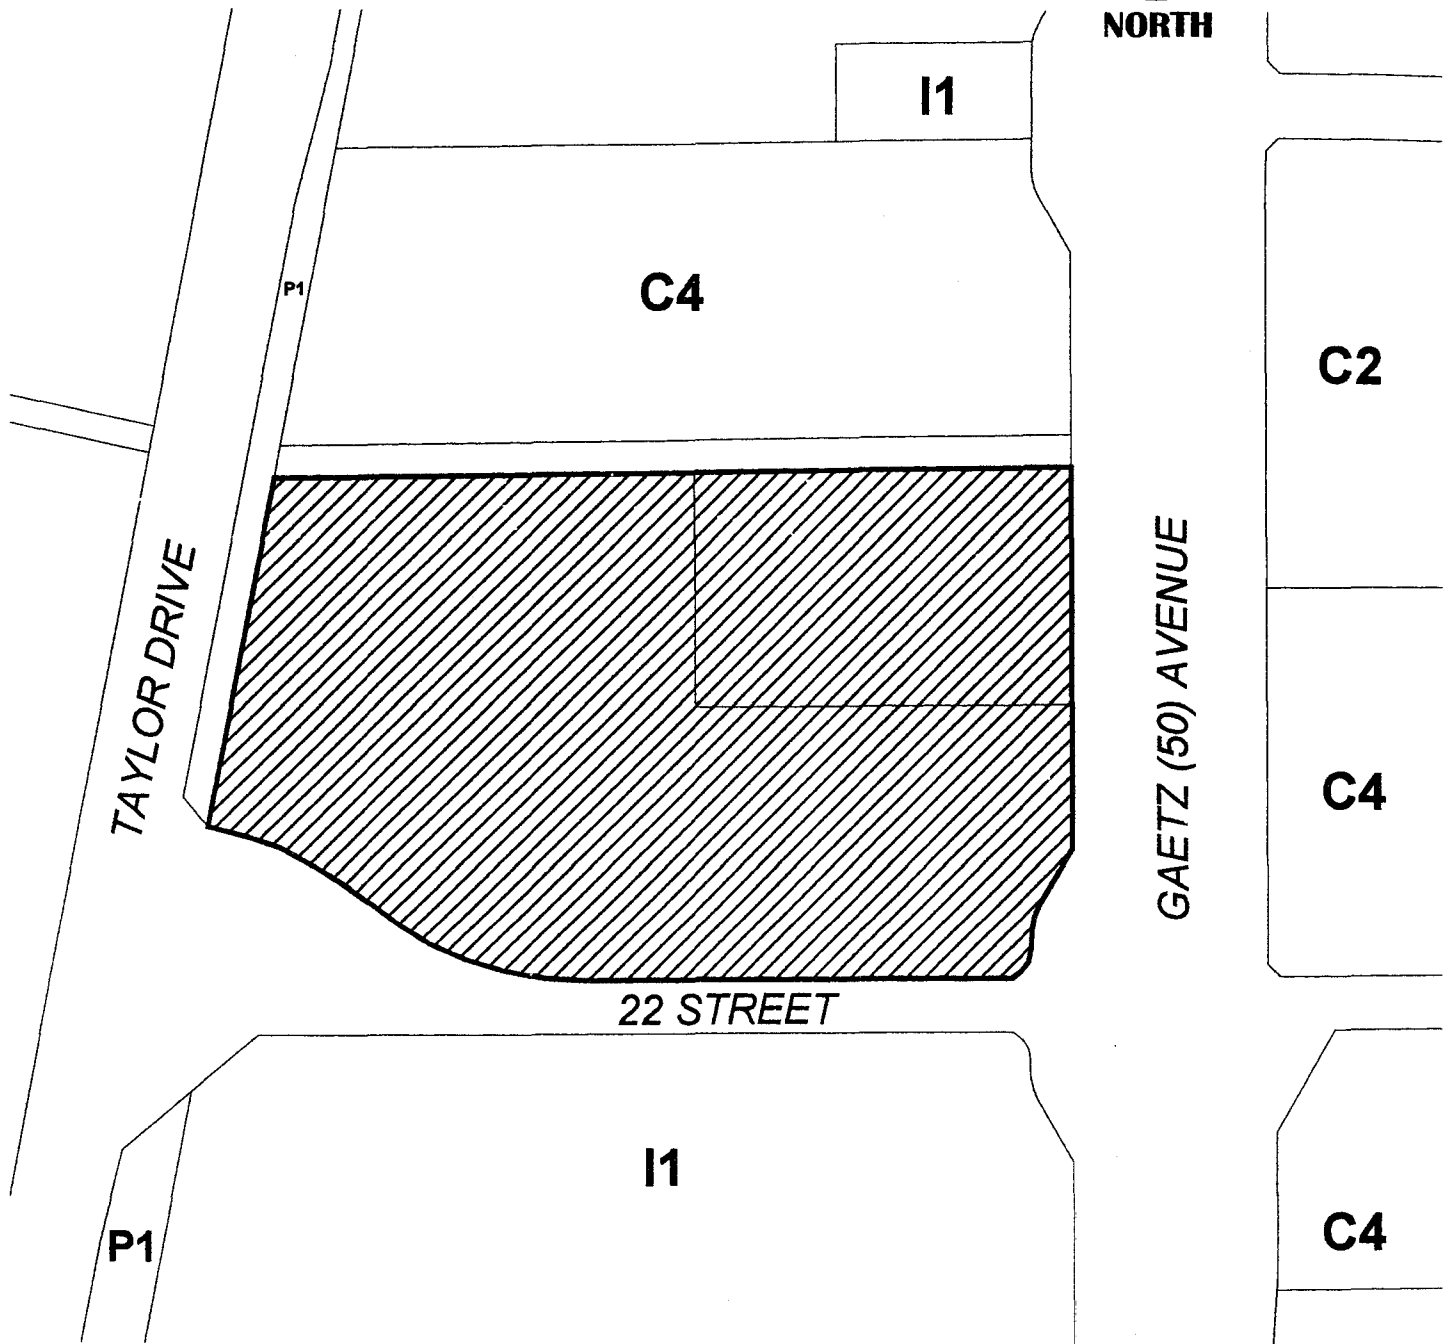 NORTH
I1
P1
C4
C2
TAYLOR DRIVE
GAETZ (50) AVENUE
C4
22 STREET
I1
P1
C4